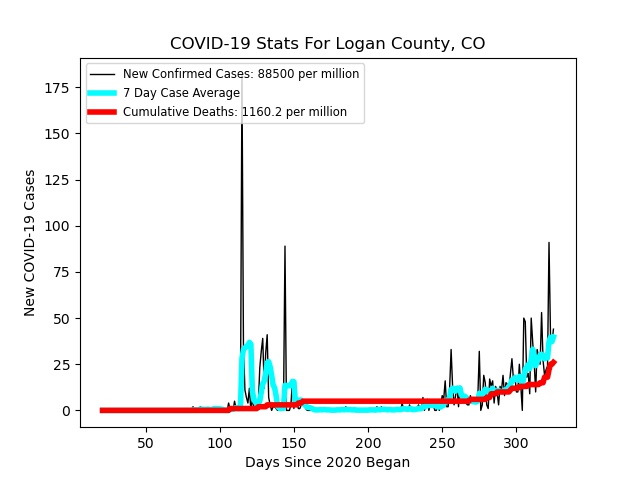 COVID-19 Stats For Logan County, CO
New Confirmed Cases: 88500 per million
7 Day Case Average
Cumulative Deaths: 1160.2 per million
New COVID-19 Cases
175
150
125
100
75
50
25
0
50
100
150
200
250
300
Days Since 2020 Began